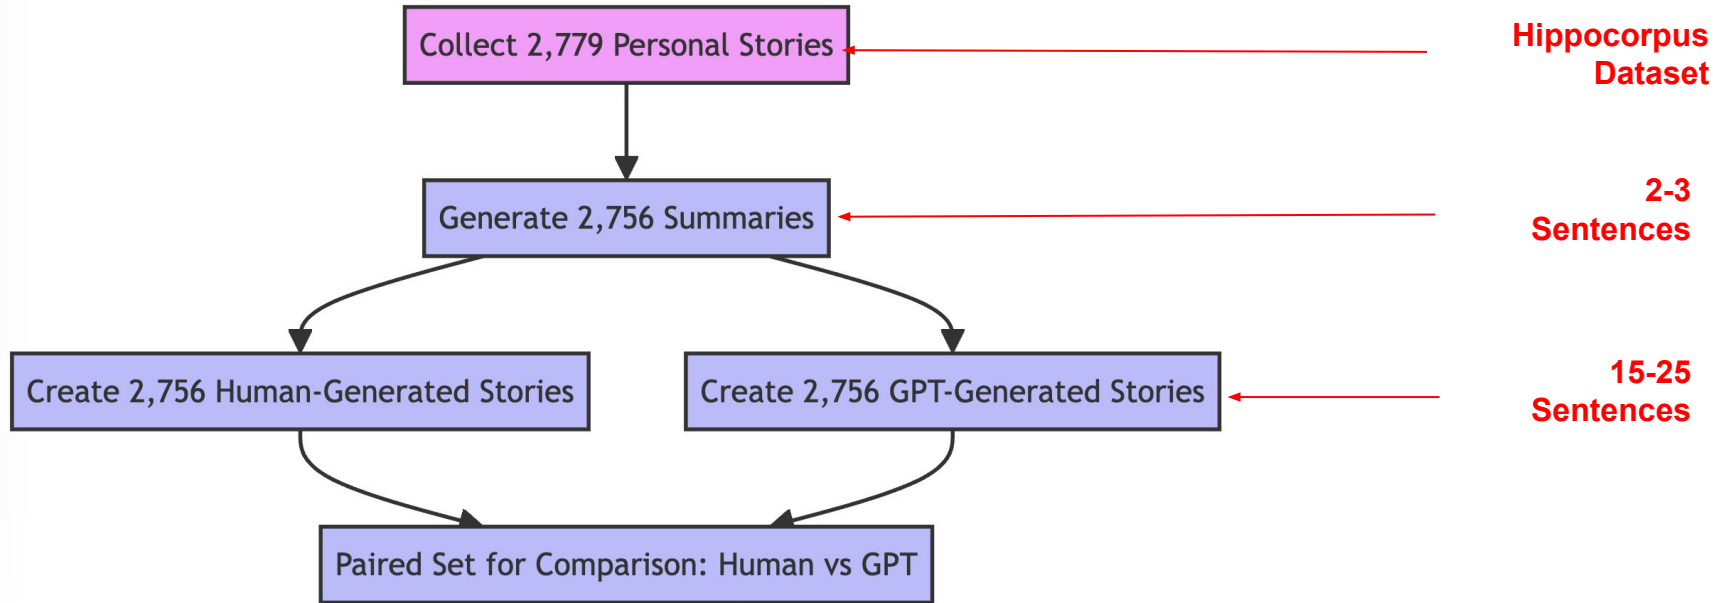 Collect 2,779 Personal Stories
Hippocorpus
Dataset
Generate 2,756 Summaries
2-3
Sentences
Create 2,756 Human-Generated Stories
Create 2,756 GPT-Generated Stories
15-25
Sentences
Paired Set for Comparison: Human vs GPT